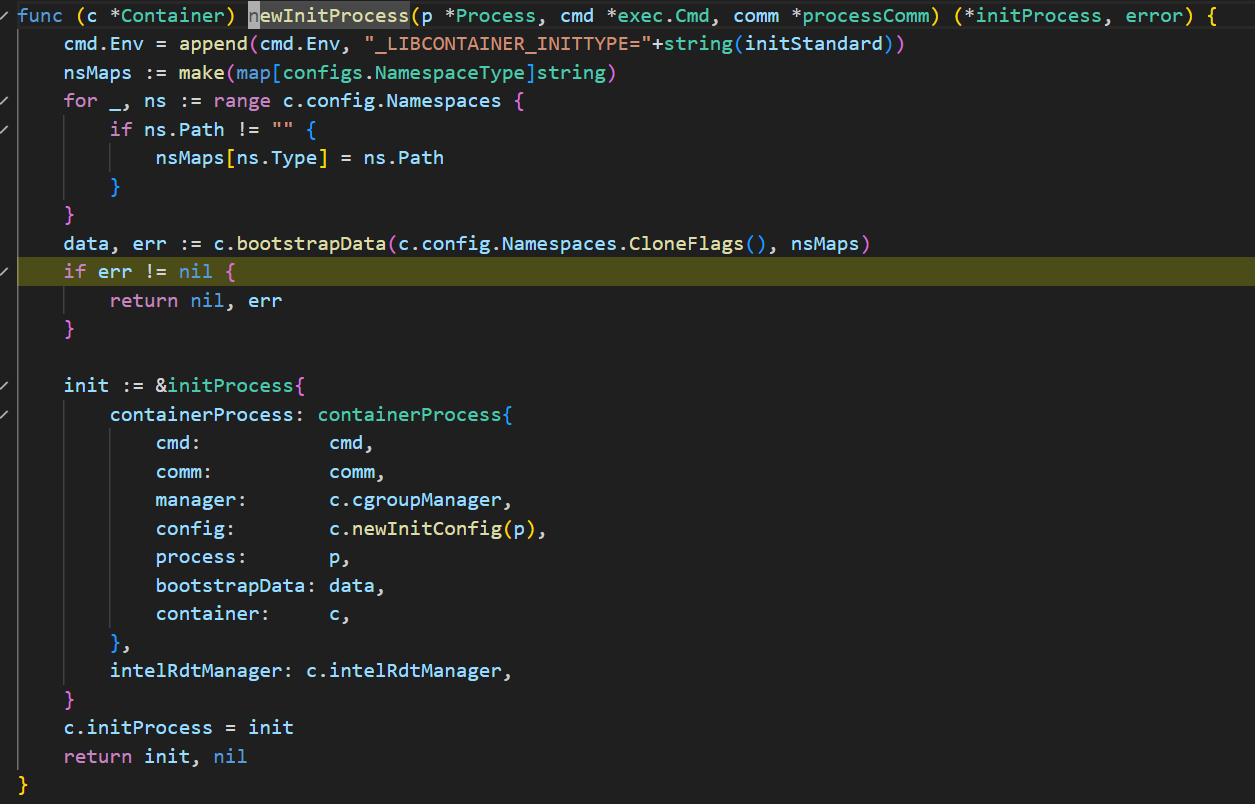 func (c *Container) newInitProcess(p *Process, cmd *exec.Cmd, comm *processComm) (*initProcess, error) {
    cmd.Env = append(cmd.Env, "_LIBCONTAINER_INITTYPE="+string(initStandard))
    nsMaps := make(map[configs.NamespaceType]string)
    for _, ns := range c.config.Namespaces {
        if ns.Path != "" {
            nsMaps[ns.Type] = ns.Path
        }
    }
    data, err := c.bootstrapData(c.config.Namespaces.CloneFlags(), nsMaps)
    if err != nil {
        return nil, err
    }

    init := &initProcess{
        containerProcess: containerProcess{
            cmd:           cmd,
            comm:          comm,
            manager:       c.cgroupManager,
            config:        c.newInitConfig(p),
            process:       p,
            bootstrapData: data,
            container:     c,
        },
        intelRdtManager: c.intelRdtManager,
    }
    c.initProcess = init
    return init, nil
}